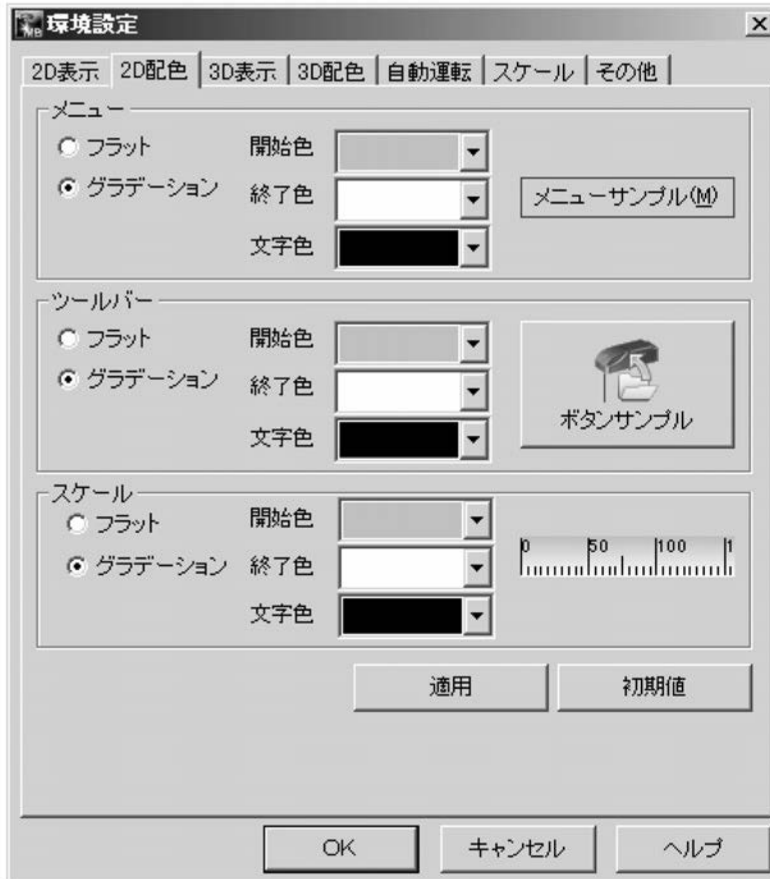 MB 環境設定
2D表示 2D配色 3D表示 3D配色 自動運転 スケール その他
メニュー
フラット 開始色
グラデーション 終了色 メニューサンプル(M)
文字色
ツールバー
フラット 開始色
グラデーション 終了色
文字色 ボタンサンプル
スケール
フラット 開始色
グラデーション 終了色 0 50 100 1
文字色
適用 初期値
OK キャンセル ヘルプ